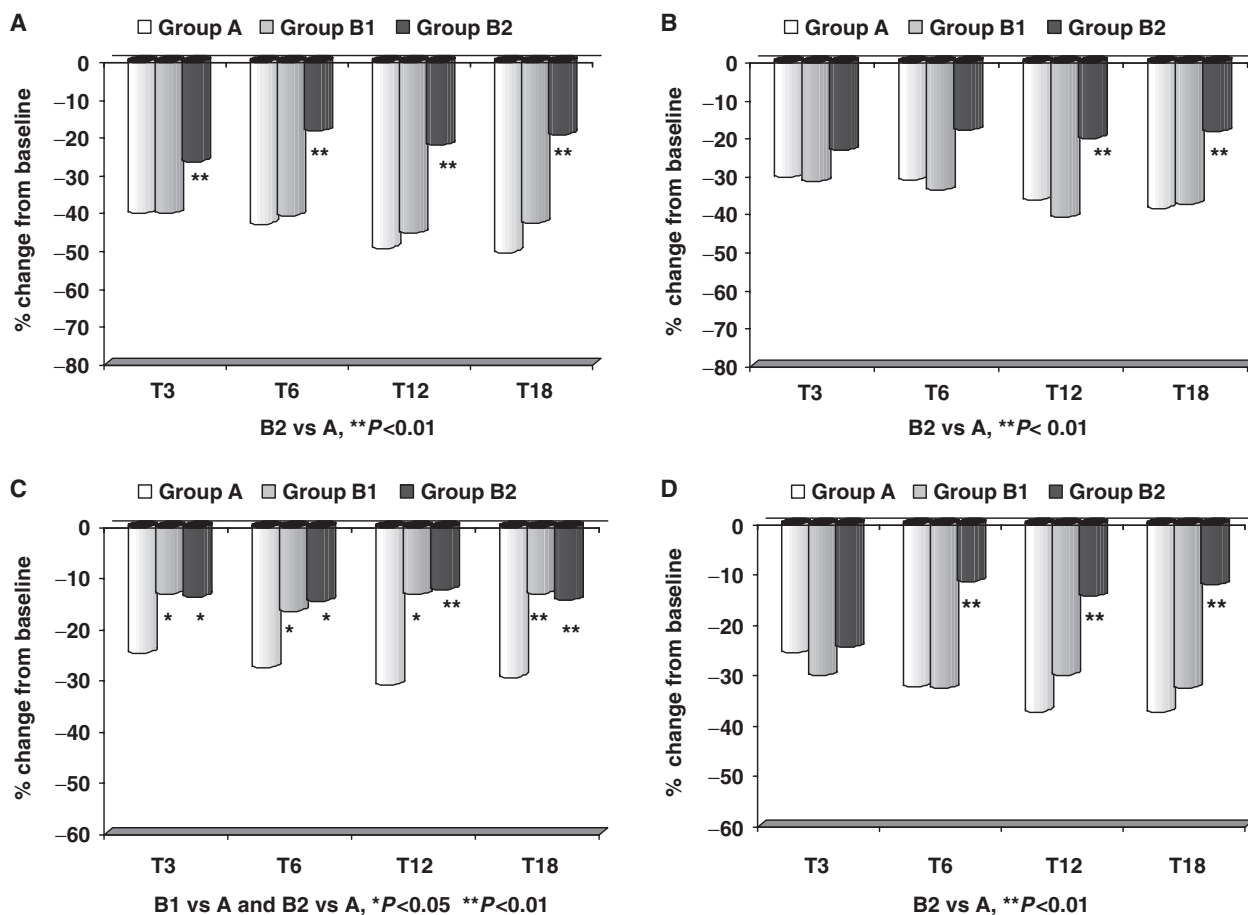 A
Group A Group B1 Group B2
% change from baseline
0
–10
–20
–30
–40
–50
–60
–70
–80
**
**
**
**
T3 T6 T12 T18
B2 vs A, **P<0.01
B
Group A Group B1 Group B2
% change from baseline
0
–10
–20
–30
–40
–50
–60
–70
–80
**
**
T3 T6 T12 T18
B2 vs A, **P< 0.01
C
Group A Group B1 Group B2
% change from baseline
0
–10
–20
–30
–40
–50
–60
* *
* *
* **
** **
T3 T6 T12 T18
B1 vs A and B2 vs A, *P<0.05 **P<0.01
D
Group A Group B1 Group B2
% change from baseline
0
–10
–20
–30
–40
–50
–60
**
**
**
T3 T6 T12 T18
B2 vs A, **P<0.01